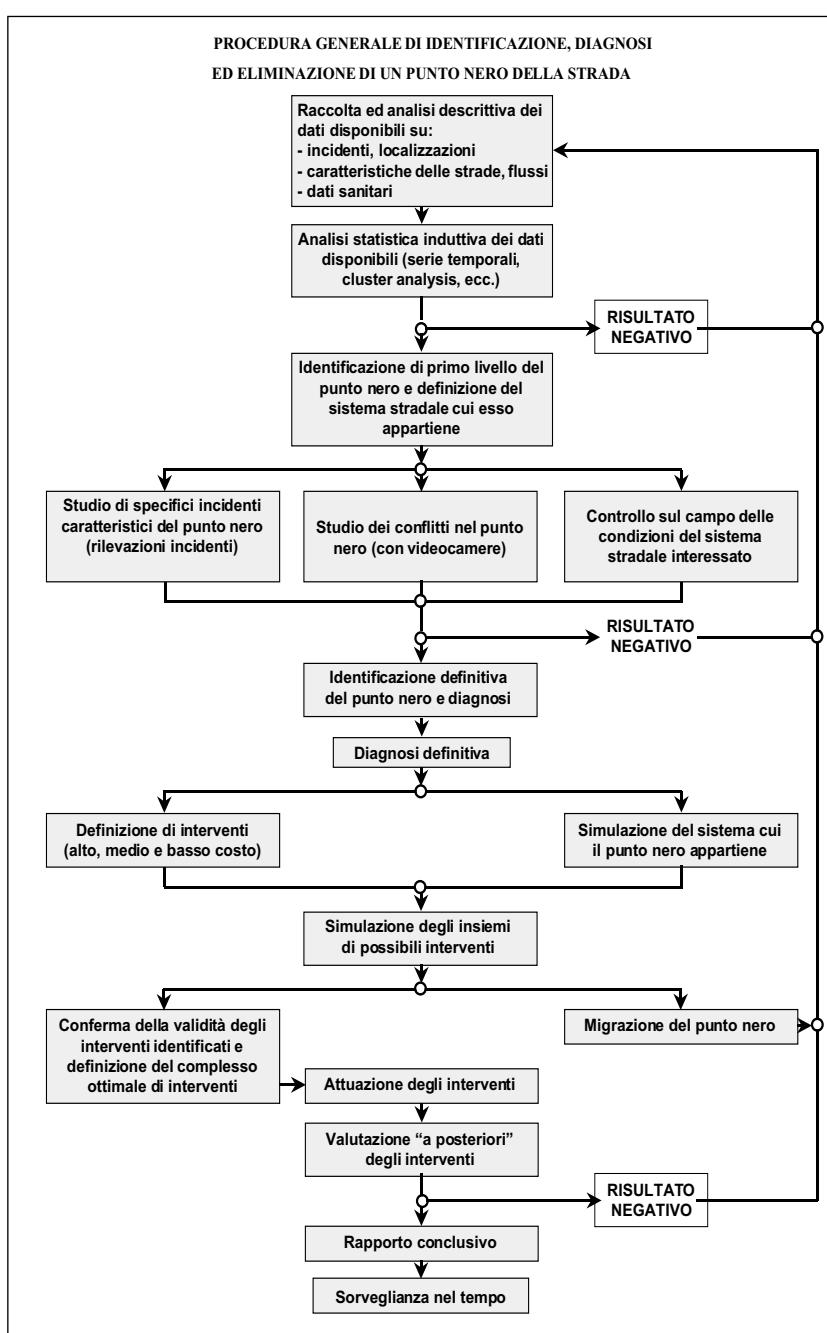 PROCEDURA GENERALE DI IDENTIFICAZIONE, DIAGNOSI
ED ELIMINAZIONE DI UN PUNTO NERO DELLA STRADA
Raccolta ed analisi descrittiva dei
dati disponibili su:
- incidenti, localizzazioni
- caratteristiche delle strade, flussi
- dati sanitari
Analisi statistica induttiva dei dati
disponibili (serie temporali,
cluster analysis, ecc.)
RISULTATO
NEGATIVO
Identificazione di primo livello del
punto nero e definizione del
sistema stradale cui esso
appartiene
Studio di specifici incidenti
caratteristici del punto nero
(rilevazioni incidenti)
Studio dei conflitti nel punto
nero (con videocamere)
Controllo sul campo delle
condizioni del sistema
stradale interessato
RISULTATO
NEGATIVO
Identificazione definitiva
del punto nero e diagnosi
Diagnosi definitiva
Definizione di interventi
(alto, medio e basso costo)
Simulazione del sistema cui
il punto nero appartiene
Simulazione degli insiemi
di possibili interventi
Conferma della validità degli
interventi identificati e
definizione del complesso
ottimale di interventi
Migrazione del punto nero
Attuazione degli interventi
Valutazione “a posteriori”
degli interventi
RISULTATO
NEGATIVO
Rapporto conclusivo
Sorveglianza nel tempo